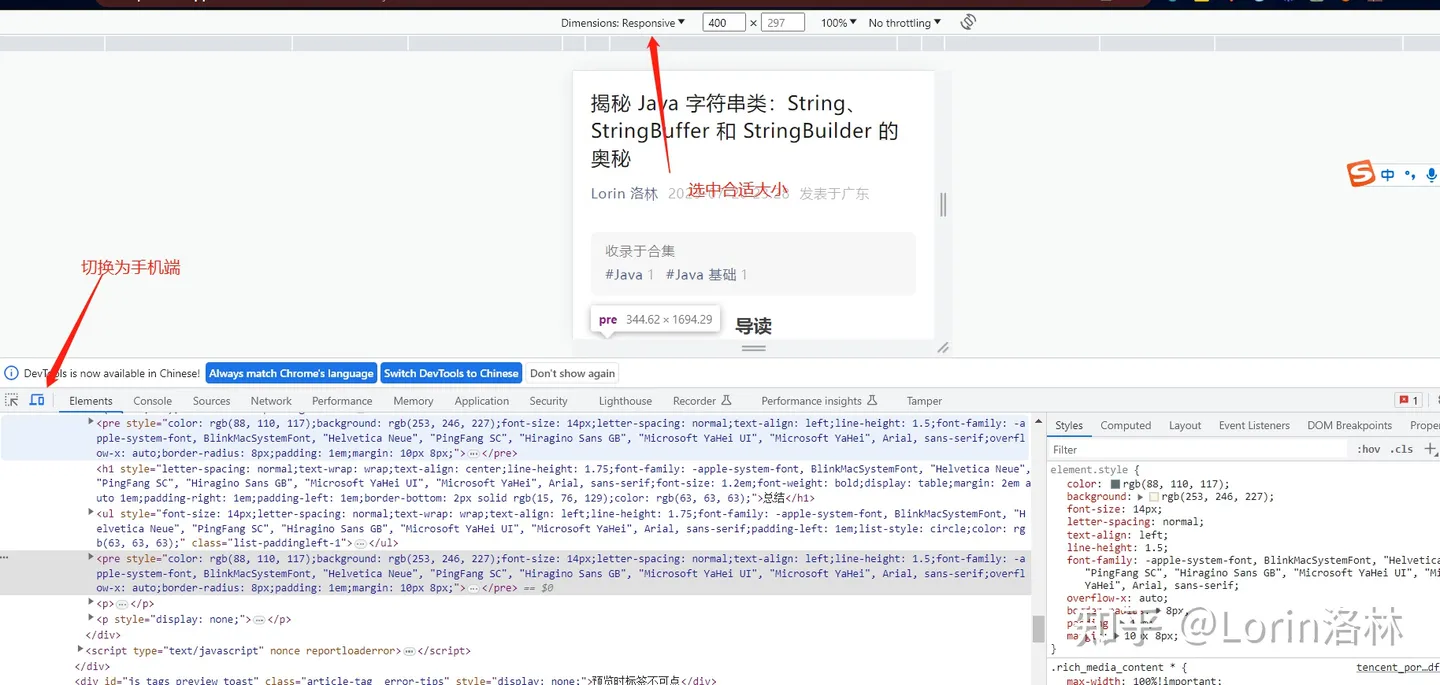 Dimensions: Responsive ▼ 400 × 297 100% ▼ No throttling ▼
揭秘 Java 字符串类：String、
StringBuffer 和 StringBuilder 的
奥秘
Lorin 洛林 发表于广东
选中合适大小
中
收录于合集
#Java 1 #Java 基础 1
切换为手机端
pre 344.62 × 1694.29
导读
DevTools is now available in Chinese! Always match Chrome's language Switch DevTools to Chinese Don't show again
Elements Console Sources Network Performance Memory Application Security Lighthouse Recorder Performance insights Tamper 1
<pre style="color: rgb(88, 110, 117);background: rgb(253, 246, 227);font-size: 14px;letter-spacing: normal;text-align: left;line-height: 1.5;font-family: -a
pple-system-font, BlinkMacSystemFont, "Helvetica Neue", "PingFang SC", "Hiragino Sans GB", "Microsoft YaHei UI", "Microsoft YaHei", Arial, sans-serif;overfl
ow-x: auto;border-radius: 8px;padding: 1em;margin: 10px 8px;">…</pre>
<h1 style="letter-spacing: normal;text-wrap: wrap;text-align: center;line-height: 1.75;font-family: -apple-system-font, BlinkMacSystemFont, "Helvetica Neue",
"PingFang SC", "Hiragino Sans GB", "Microsoft YaHei UI", "Microsoft YaHei", Arial, sans-serif;font-size: 1.2em;font-weight: bold;display: table;margin: 2em a
uto 1em;padding-right: 1em;padding-left: 1em;border-bottom: 2px solid rgb(15, 76, 129);color: rgb(63, 63, 63);">总结</h1>
<ul style="font-size: 14px;letter-spacing: normal;text-wrap: wrap;text-align: left;line-height: 1.75;font-family: -apple-system-font, BlinkMacSystemFont, "H
elvetica Neue", "PingFang SC", "Hiragino Sans GB", "Microsoft YaHei UI", "Microsoft YaHei", Arial, sans-serif;padding-left: 1em;list-style: circle;color: rg
b(63, 63, 63);" class="list-paddingleft-1">…</ul>
<pre style="color: rgb(88, 110, 117);background: rgb(253, 246, 227);font-size: 14px;letter-spacing: normal;text-align: left;line-height: 1.5;font-family: -a
pple-system-font, BlinkMacSystemFont, "Helvetica Neue", "PingFang SC", "Hiragino Sans GB", "Microsoft YaHei UI", "Microsoft YaHei", Arial, sans-serif;overfl
ow-x: auto;border-radius: 8px;padding: 1em;margin: 10px 8px;">…</pre> == $0
<p>…</p>
<p style="display: none;">…</p>
</div>
<script type="text/javascript" nonce reportloaderror>…</script>
</div>
<div id="js_tags_preview_toast" class="article-tag__error-tips" style="display: none;">预览时标签不可点</div>
Styles Computed Layout Event Listeners DOM Breakpoints Proper
Filter :hov .cls
element.style {
color: rgb(88, 110, 117);
background: rgb(253, 246, 227);
font-size: 14px;
letter-spacing: normal;
text-align: left;
line-height: 1.5;
font-family: -apple-system-font, BlinkMacSystemFont, "Helvetica
"PingFang SC", "Hiragino Sans GB", "Microsoft YaHei UI", "Mi
YaHei", Arial, sans-serif;
overflow-x: auto;
border-radius: 8px;
padding: 1em;
margin: 10px 8px;
}
知乎 @Lorin洛林
.rich_media_content * { tencent_por…df
max-width: 100%!important;